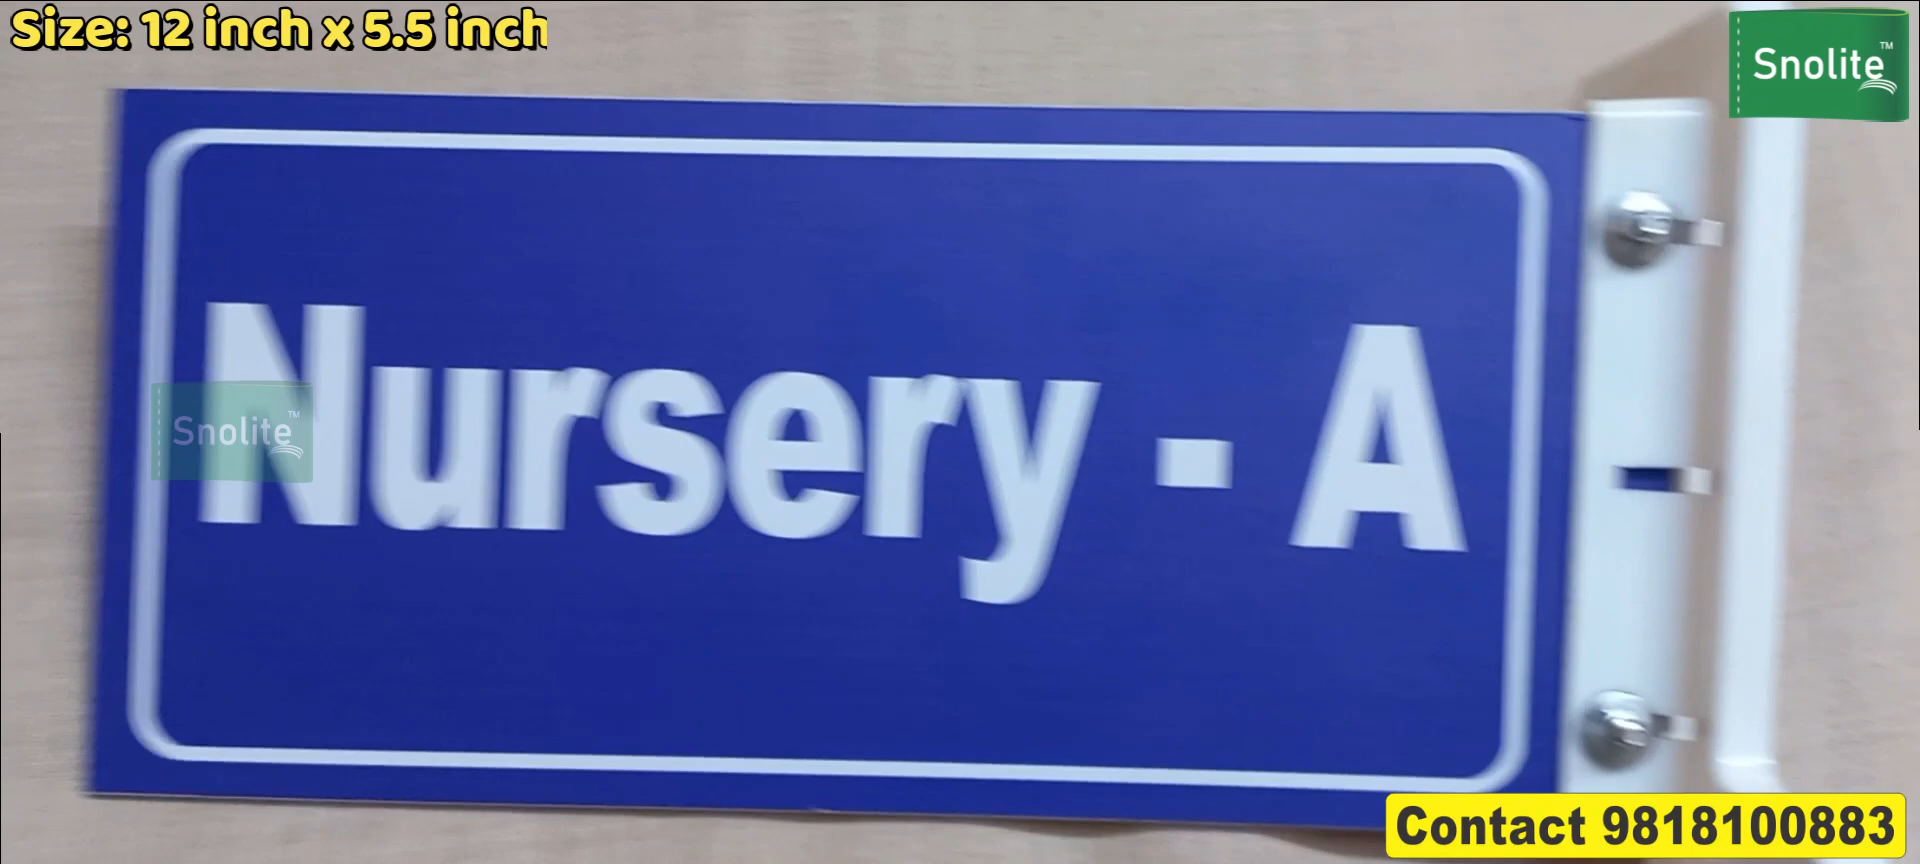 Size: 12 inch x 5.5 inch
Snolite™
Nursery - A
Snolite™
Contact 9818100883